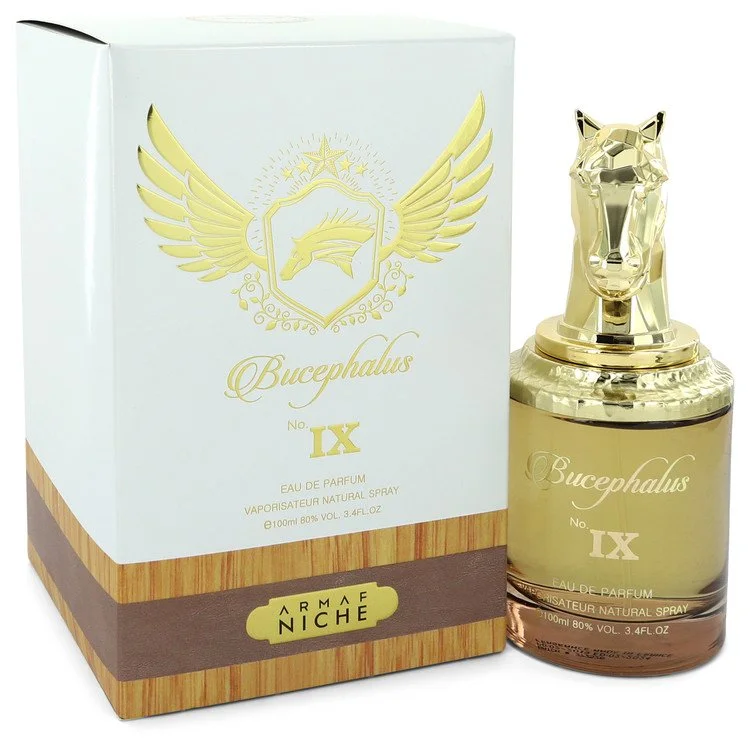 Bucephalus
No. IX
EAU DE PARFUM
VAPORISATEUR NATURAL SPRAY
℮100ml 80% VOL. 3.4FL.OZ
ARMAF
NICHE
Bucephalus
No. IX
EAU DE PARFUM
VAPORISATEUR NATURAL SPRAY
℮100ml 80% VOL. 3.4FL.OZ